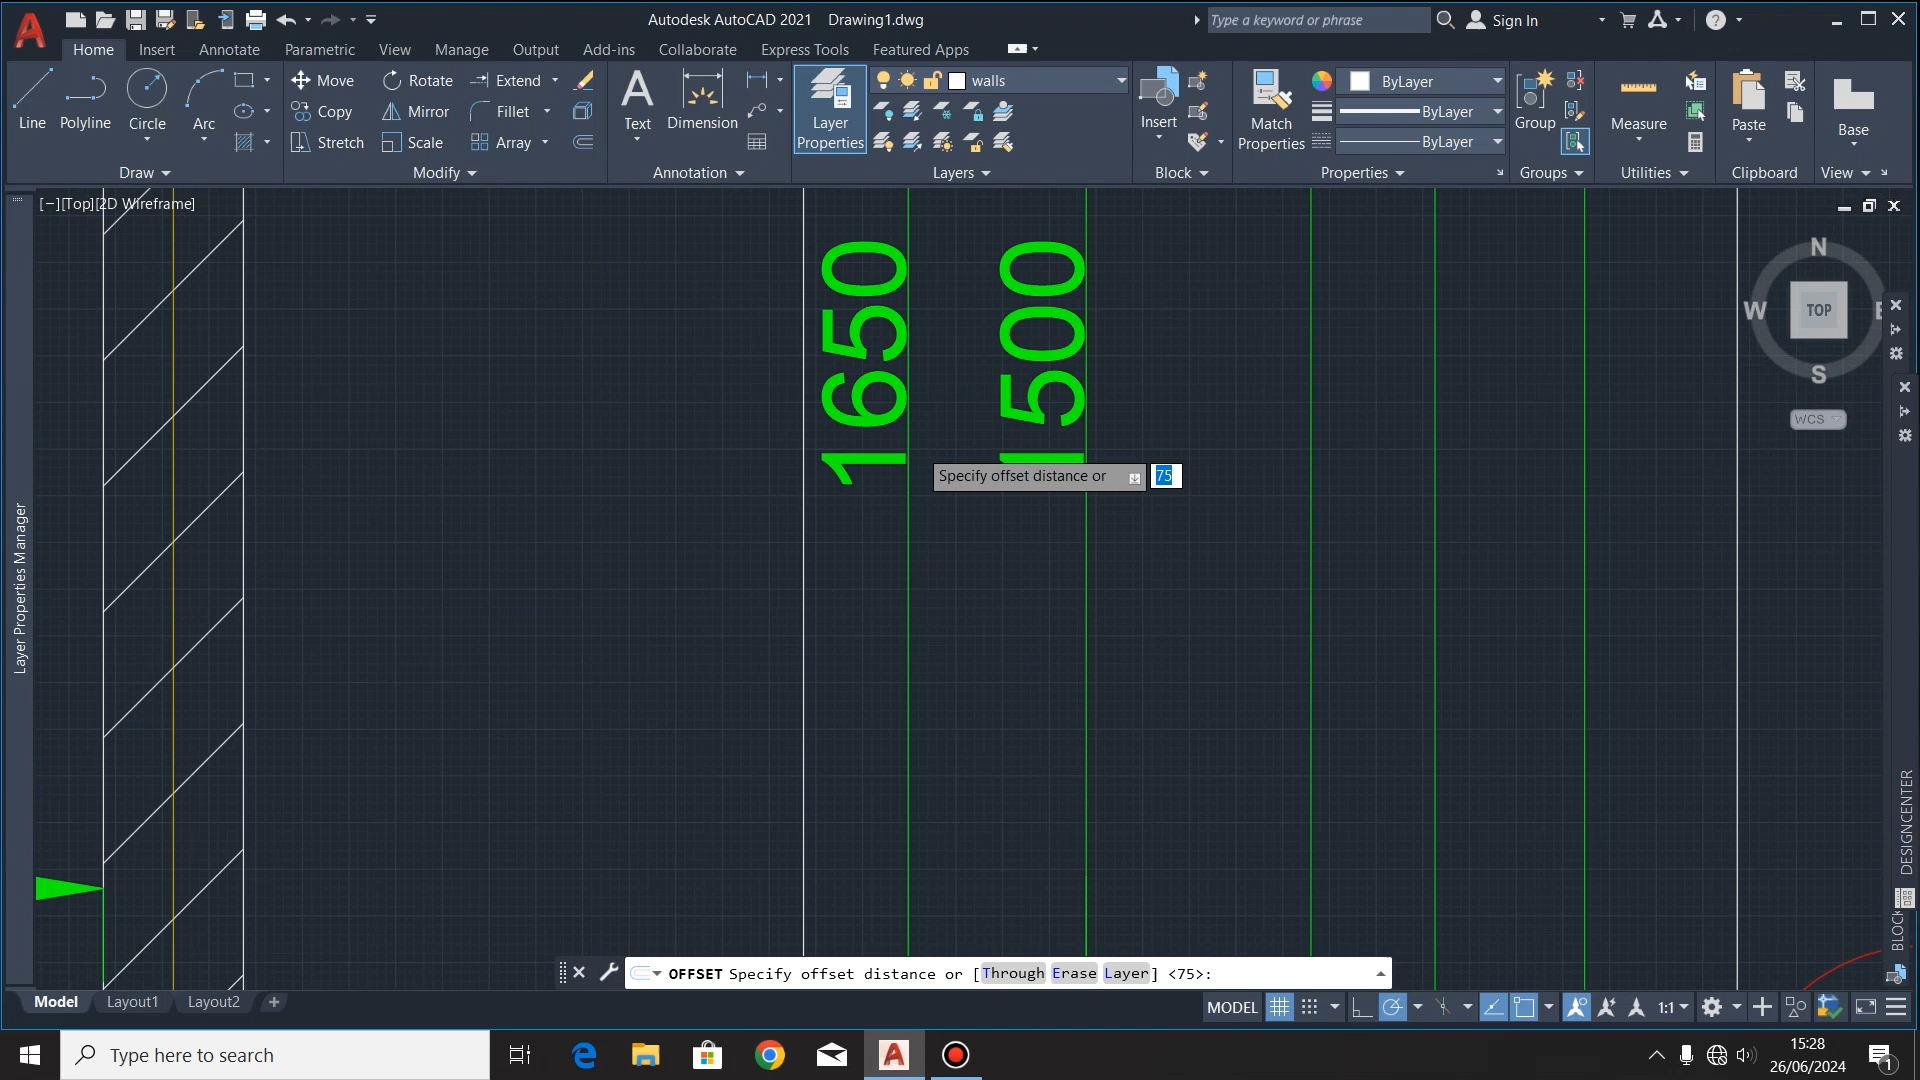 Autodesk AutoCAD 2021 Drawing1.dwg
Type a keyword or phrase
Sign In
Home Insert Annotate Parametric View Manage Output Add-ins Collaborate Express Tools Featured Apps
Line Polyline Circle Arc
Move Rotate Extend
Copy Mirror Fillet
Stretch Scale Array
Text Dimension
Layer Properties
walls
Insert
Match Properties
ByLayer
ByLayer
ByLayer
Group
Measure
Paste
Base
Draw Modify Annotation Layers Block Properties Groups Utilities Clipboard View
[−][Top][2D Wireframe]
1650
1500
N
W TOP E
S
WCS
Specify offset distance or 75
Layer Properties Manager
DESIGNCENTER
BLOCK
OFFSET Specify offset distance or [Through Erase Layer] <75>:
Model Layout1 Layout2
MODEL 1:1
Type here to search
15:28
26/06/2024
1